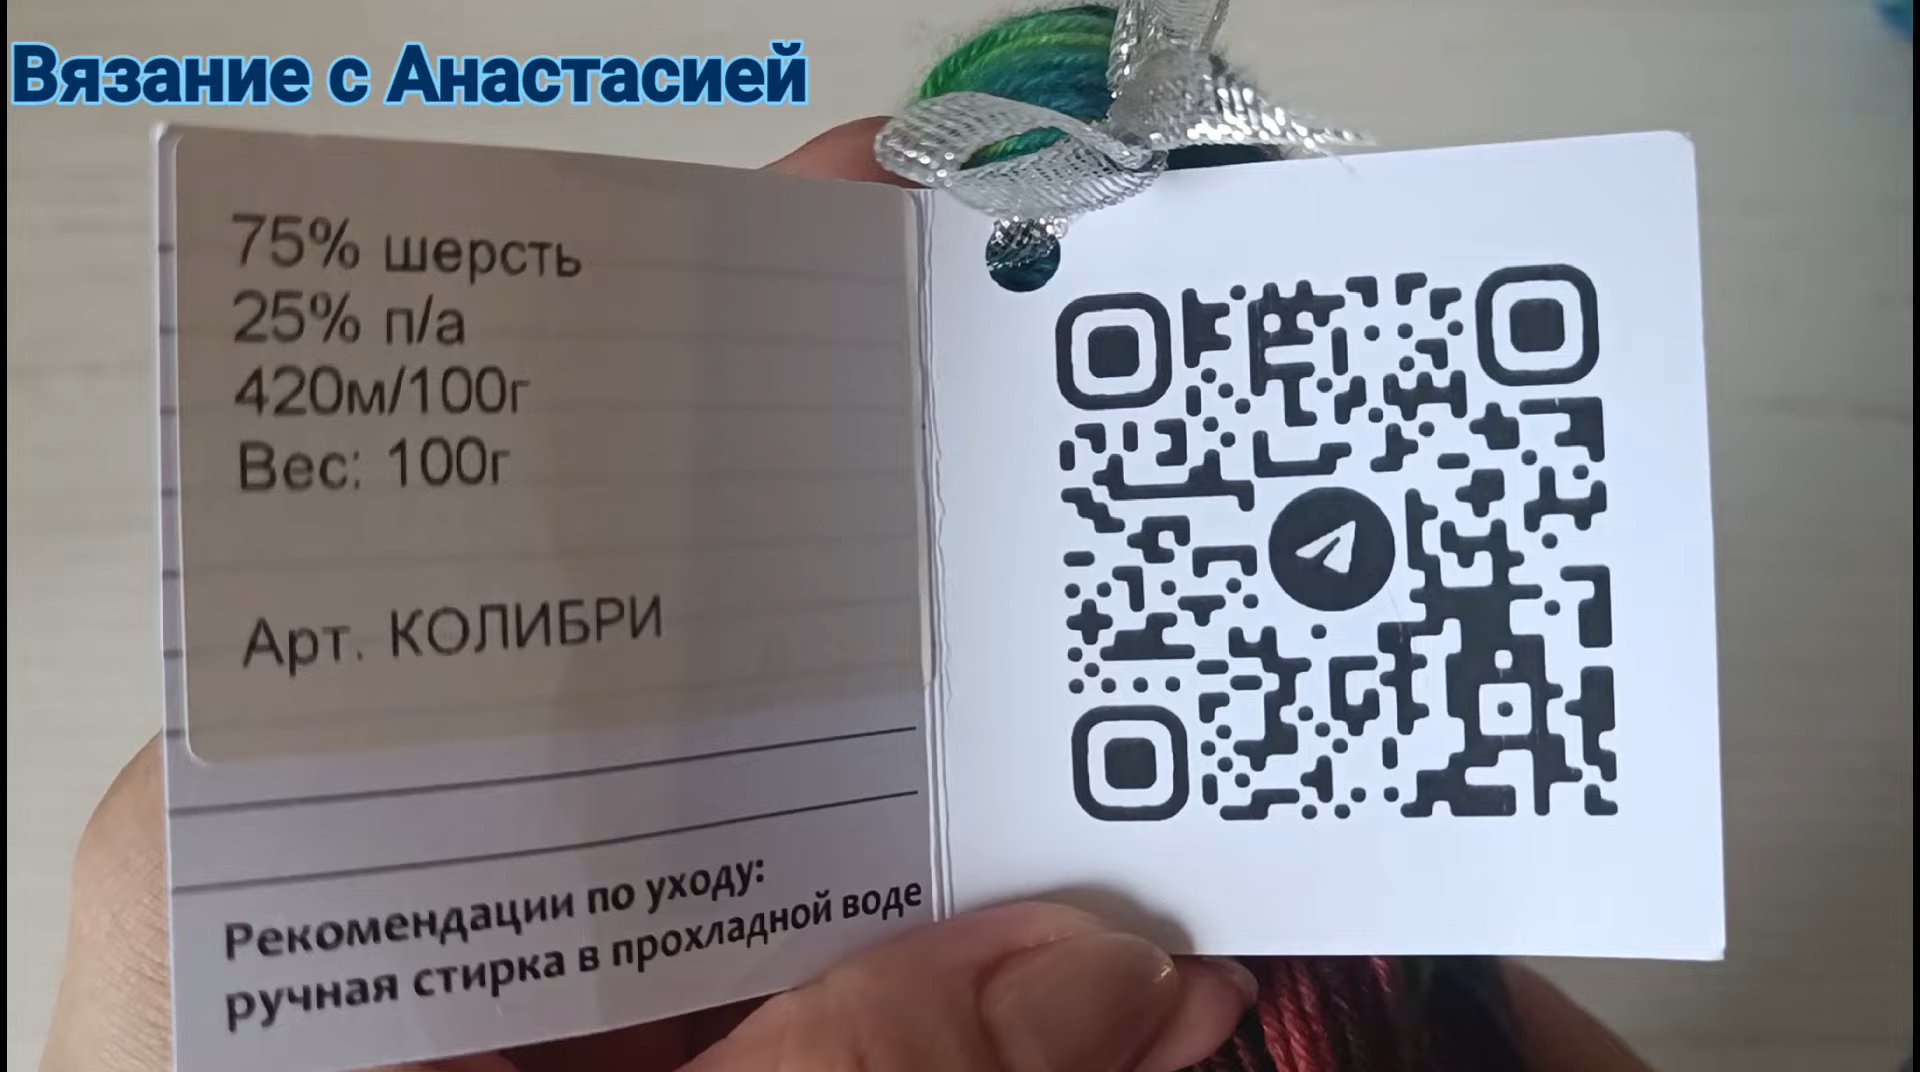 Вязание с Анастасией
75% шерсть
25% п/а
420м/100г
Вес: 100г
Арт. КОЛИБРИ
Рекомендации по уходу:
ручная стирка в прохладной воде